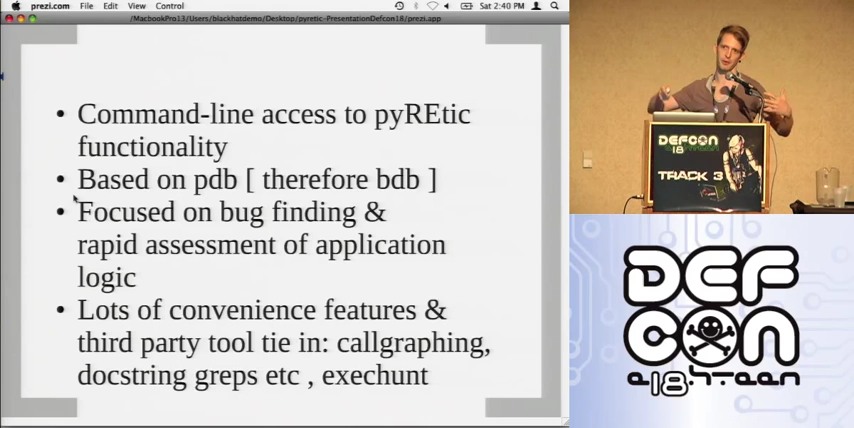 prezi.com File Edit View Control
Sat 2:40 PM
/MacbookPro13/Users/blackhatdemo/Desktop/pyretic-PresentationDefcon18/prezi.app
• Command-line access to pyREtic
functionality
• Based on pdb [ therefore bdb ]
• Focused on bug finding &
rapid assessment of application
logic
• Lots of convenience features &
third party tool tie in: callgraphing,
docstring greps etc , exechunt
DEFCON
18
TRACK 3
DEF
CON
e18.h+een